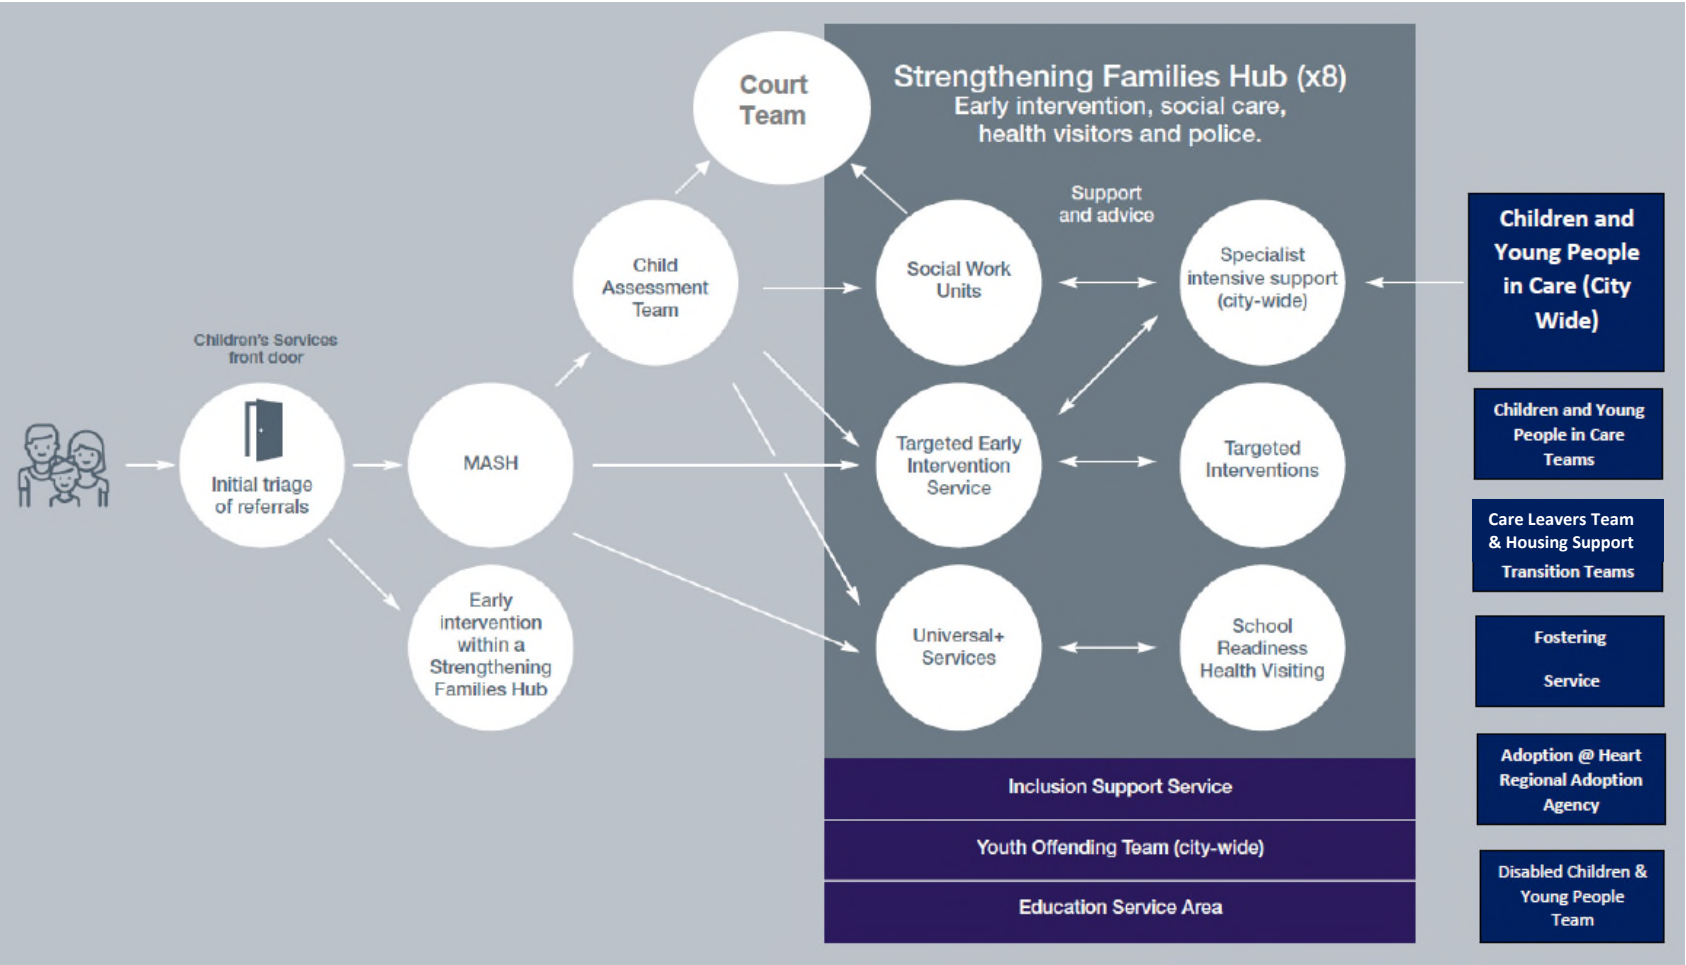 Court
Team
Strengthening Families Hub (x8)
Early intervention, social care,
health visitors and police.
Support
and advice
Child
Assessment
Team
Social Work
Units
Specialist
intensive support
(city-wide)
Children and
Young People
in Care (City
Wide)
Children's Services
front door
Initial triage
of referrals
MASH
Targeted Early
Intervention
Service
Targeted
Interventions
Children and Young
People in Care
Teams
Care Leavers Team
& Housing Support
Transition Teams
Early
intervention
within a
Strengthening
Families Hub
Universal+
Services
School
Readiness
Health Visiting
Fostering
Service
Inclusion Support Service
Youth Offending Team (city-wide)
Education Service Area
Adoption @ Heart
Regional Adoption
Agency
Disabled Children &
Young People
Team